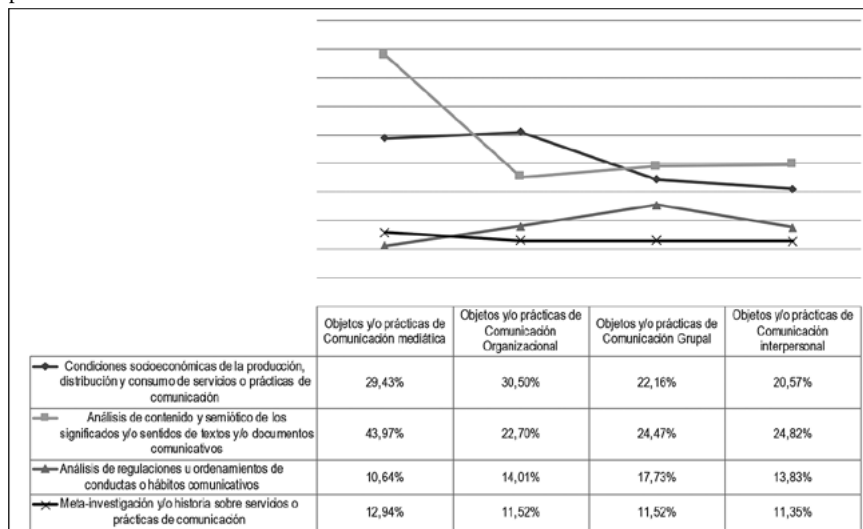 Objetos y/o prácticas de
Comunicación mediática
Objetos y/o prácticas de
Comunicación
Organizacional
Objetos y/o prácticas de
Comunicación Grupal
Objetos y/o prácticas de
Comunicación
interpersonal
Condiciones socioeconómicas de la producción,
distribución y consumo de servicios o prácticas de
comunicación
29,43%
30,50%
22,16%
20,57%
Análisis de contenido y semiótico de los
significados y/o sentidos de textos y/o documentos
comunicativos
43,97%
22,70%
24,47%
24,82%
Análisis de regulaciones u ordenamientos de
conductas o hábitos comunicativos
10,64%
14,01%
17,73%
13,83%
Meta-investigación y/o historia sobre servicios o
prácticas de comunicación
12,94%
11,52%
11,52%
11,35%